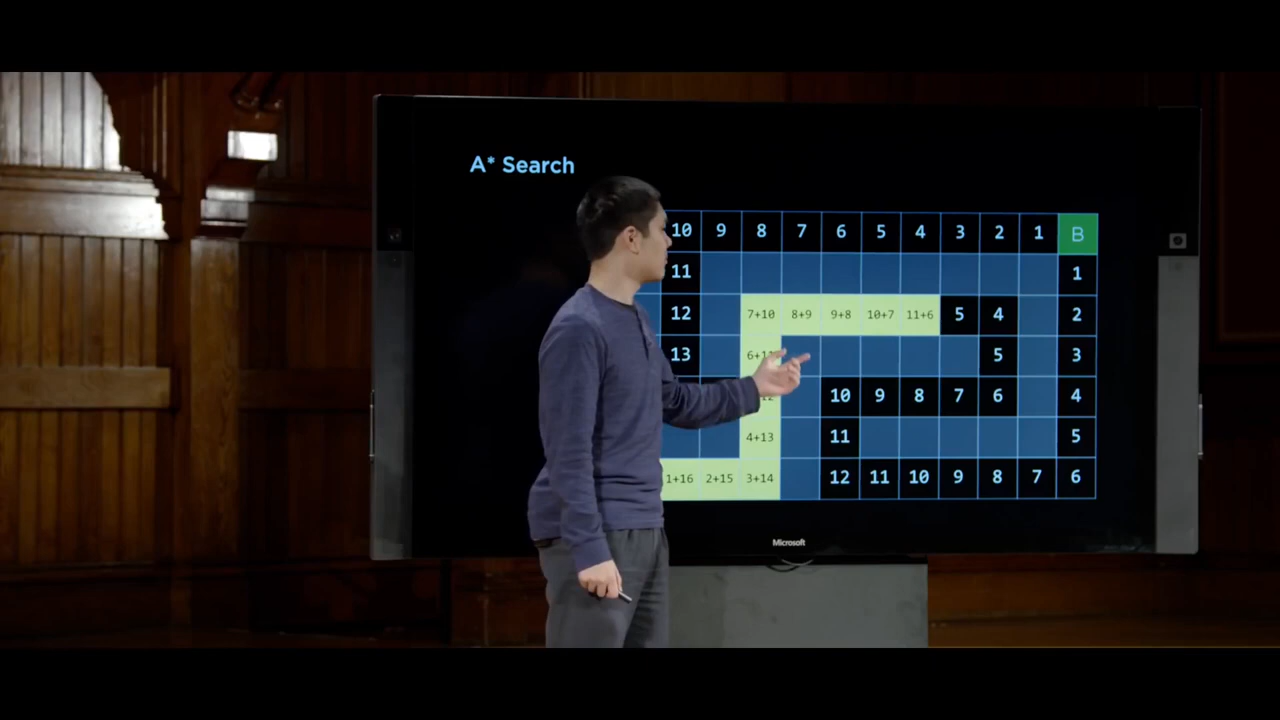 A* Search
10 9 8 7 6 5 4 3 2 1 B
11 1
12 7+10 8+9 9+8 10+7 11+6 5 4 2
13 5 3
10 9 8 7 6 4
4+13 11 5
1+16 2+15 3+14 12 11 10 9 8 7 6
Microsoft